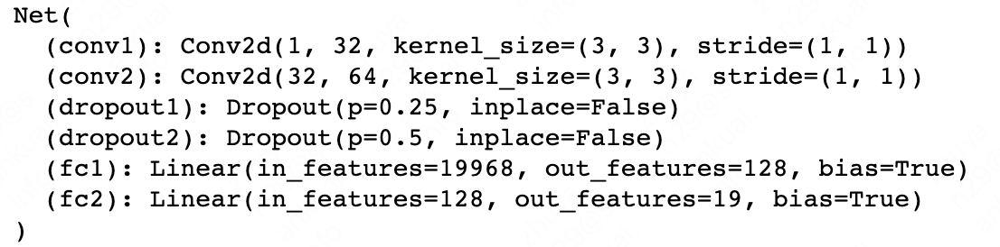 Net(
  (conv1): Conv2d(1, 32, kernel_size=(3, 3), stride=(1, 1))
  (conv2): Conv2d(32, 64, kernel_size=(3, 3), stride=(1, 1))
  (dropout1): Dropout(p=0.25, inplace=False)
  (dropout2): Dropout(p=0.5, inplace=False)
  (fc1): Linear(in_features=19968, out_features=128, bias=True)
  (fc2): Linear(in_features=128, out_features=19, bias=True)
)